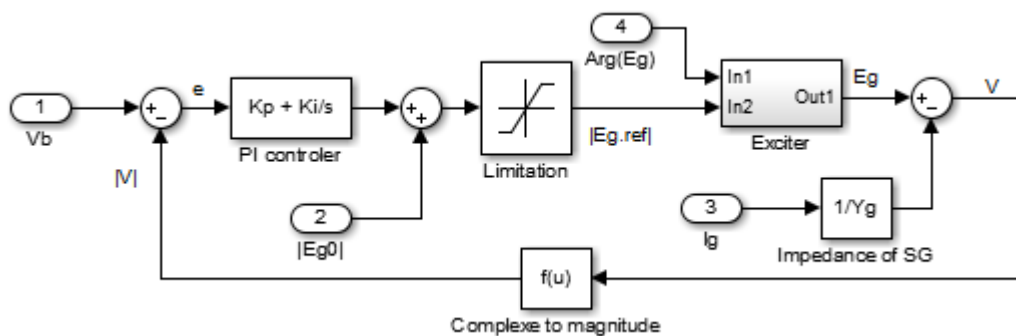 4
Arg(Eg)
1
Vb
+
-
e
Kp + Ki/s
PI controler
+
+
Limitation
|Eg.ref|
In1
In2
Out1
Exciter
Eg
+
-
V
|V|
2
|Eg0|
3
Ig
1/Yg
Impedance of SG
f(u)
Complexe to magnitude